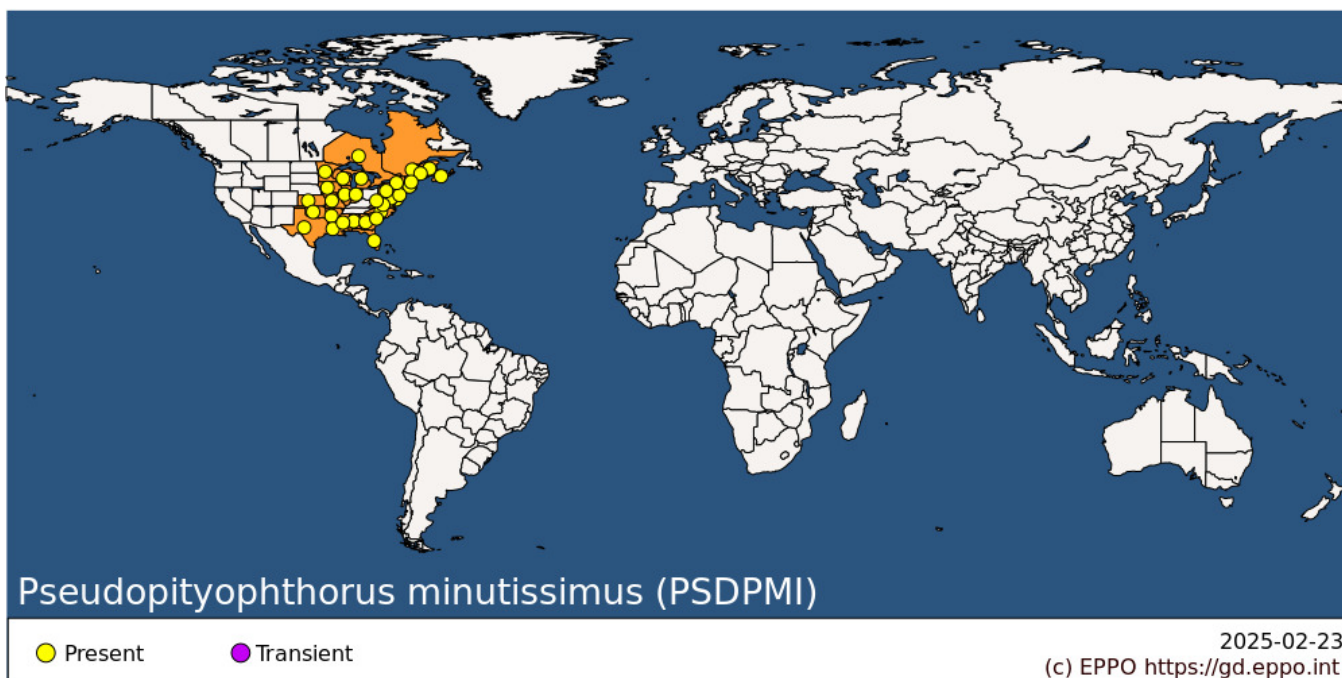 Pseudopityophthorus minutissimus (PSDPMI)
Present
Transient
2025-02-23
(c) EPPO https://gd.eppo.int